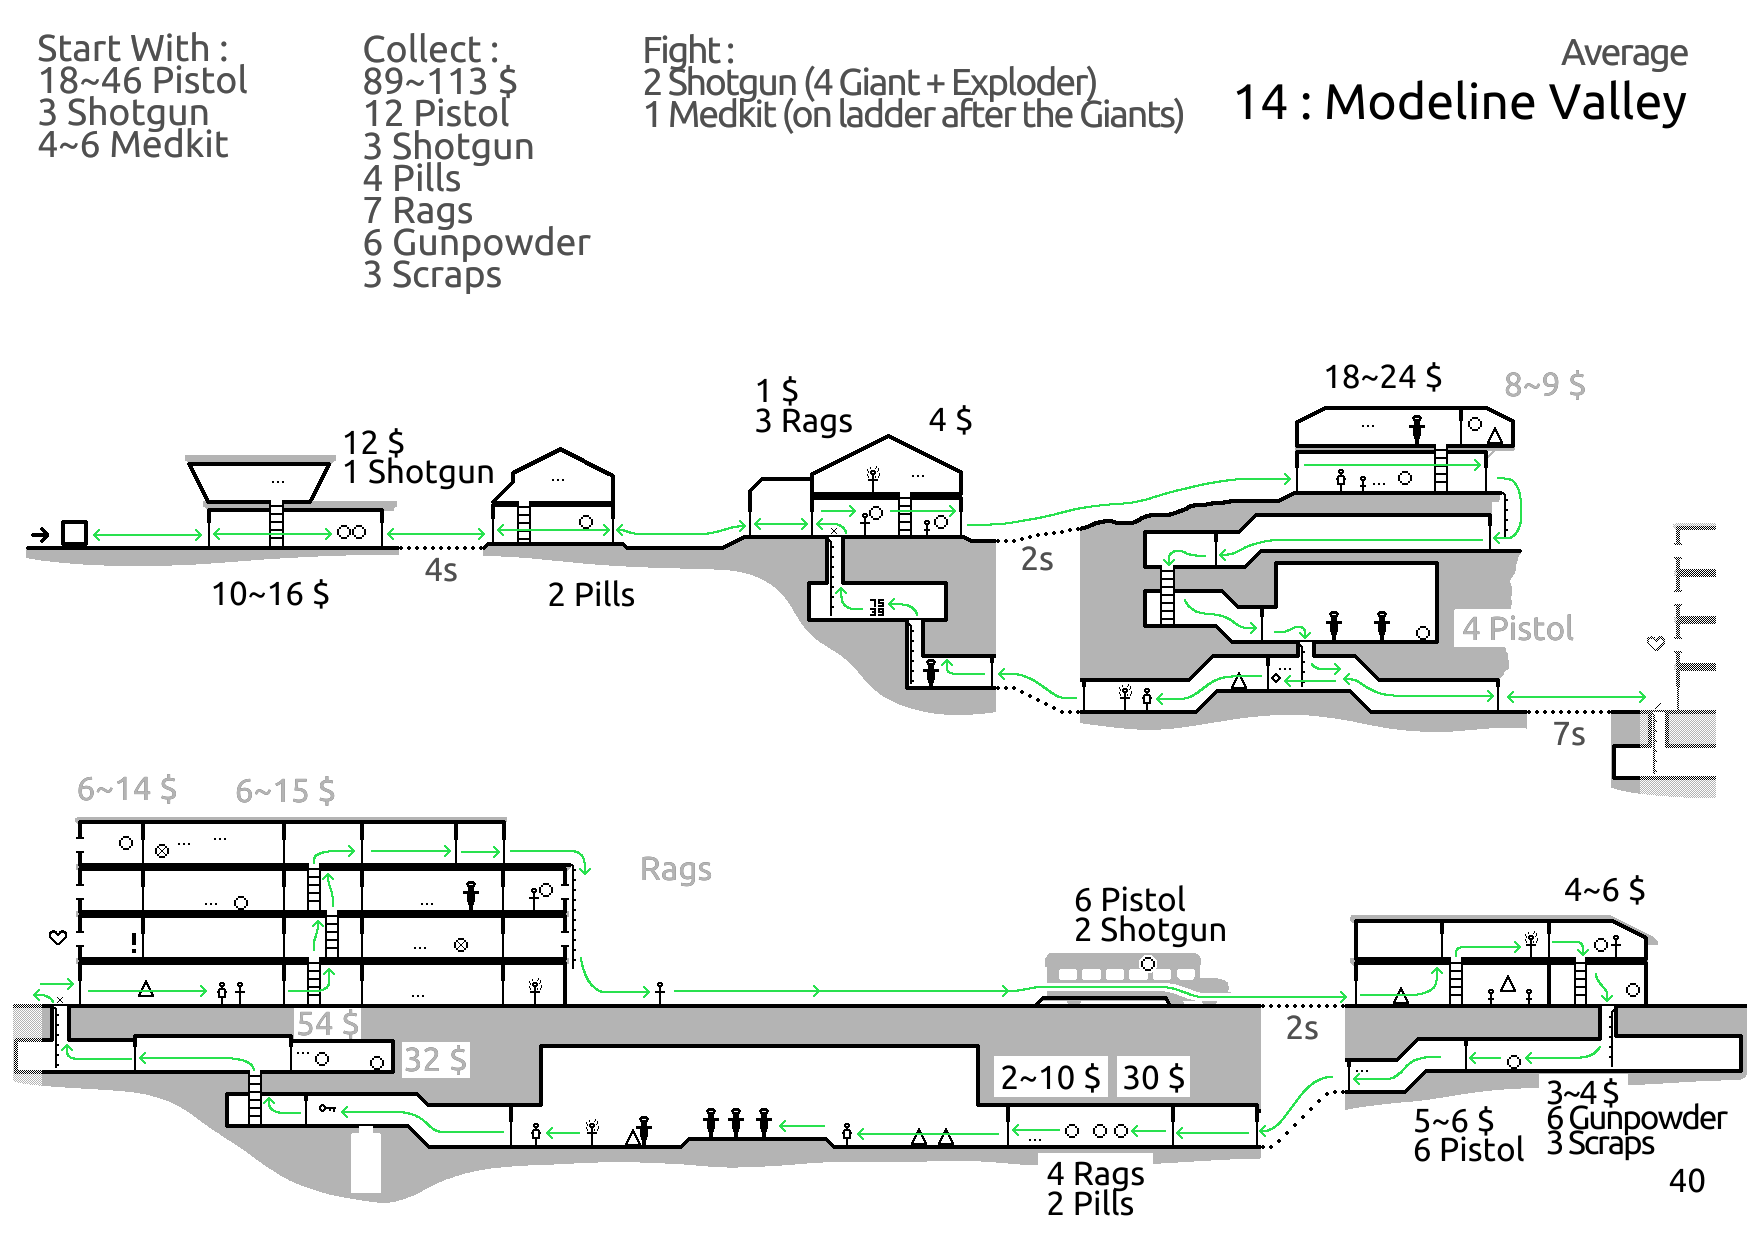 Start With :
18~46 Pistol
3 Shotgun
4~6 Medkit
Collect :
89~113 $
12 Pistol
3 Shotgun
4 Pills
7 Rags
6 Gunpowder
3 Scraps
Fight :
2 Shotgun (4 Giant + Exploder)
1 Medkit (on ladder after the Giants)
Average
14 : Modeline Valley
12 $
1 Shotgun
10~16 $
4s
2 Pills
1 $
3 Rags
4 $
2s
18~24 $
8~9 $
4 Pistol
7s
6~14 $
6~15 $
Rags
54 $
32 $
6 Pistol
2 Shotgun
2s
4~6 $
2~10 $
30 $
4 Rags
2 Pills
5~6 $
6 Pistol
3~4 $
6 Gunpowder
3 Scraps
40